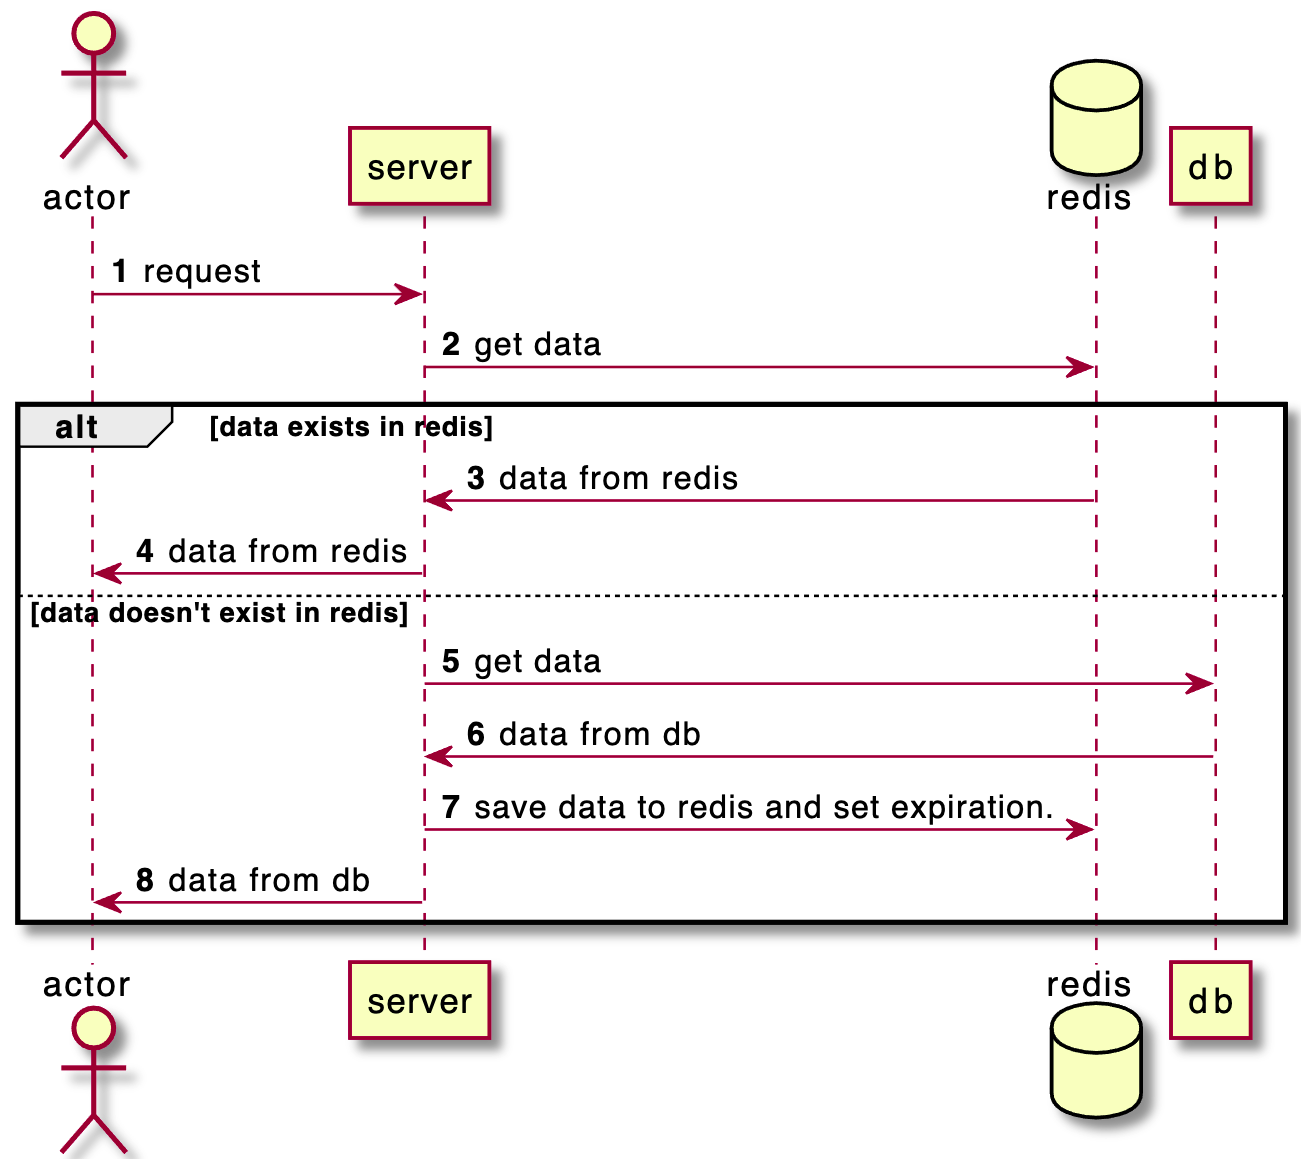 actor
server
redis
db
1 request
2 get data
alt [data exists in redis]
3 data from redis
4 data from redis
[data doesn't exist in redis]
5 get data
6 data from db
7 save data to redis and set expiration.
8 data from db
actor
server
redis
db